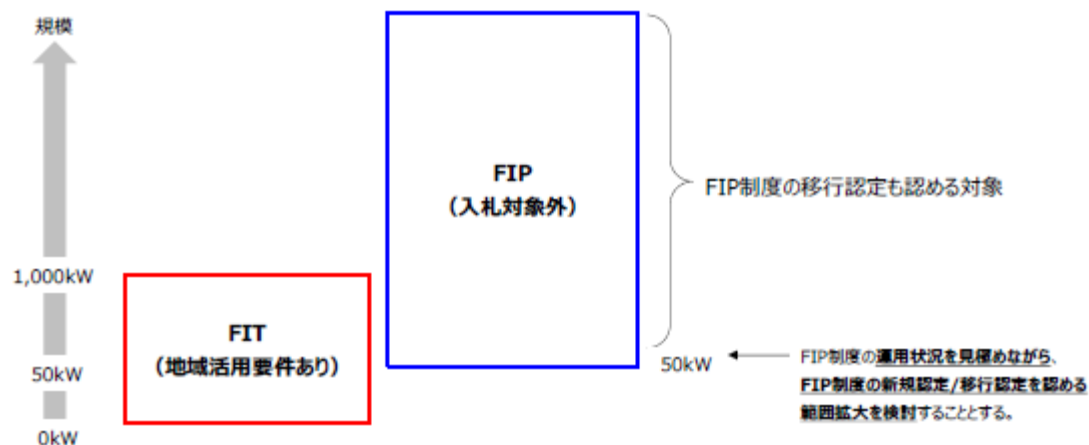 規模
1,000kW
50kW
0kW
FIT
(地域活用要件あり)
FIP
(入札対象外)
FIP制度の移行認定も認める対象
50kW
FIP制度の運用状況を見極めながら、
FIP制度の新規認定/移行認定を認める
範囲拡大を検討することとする。